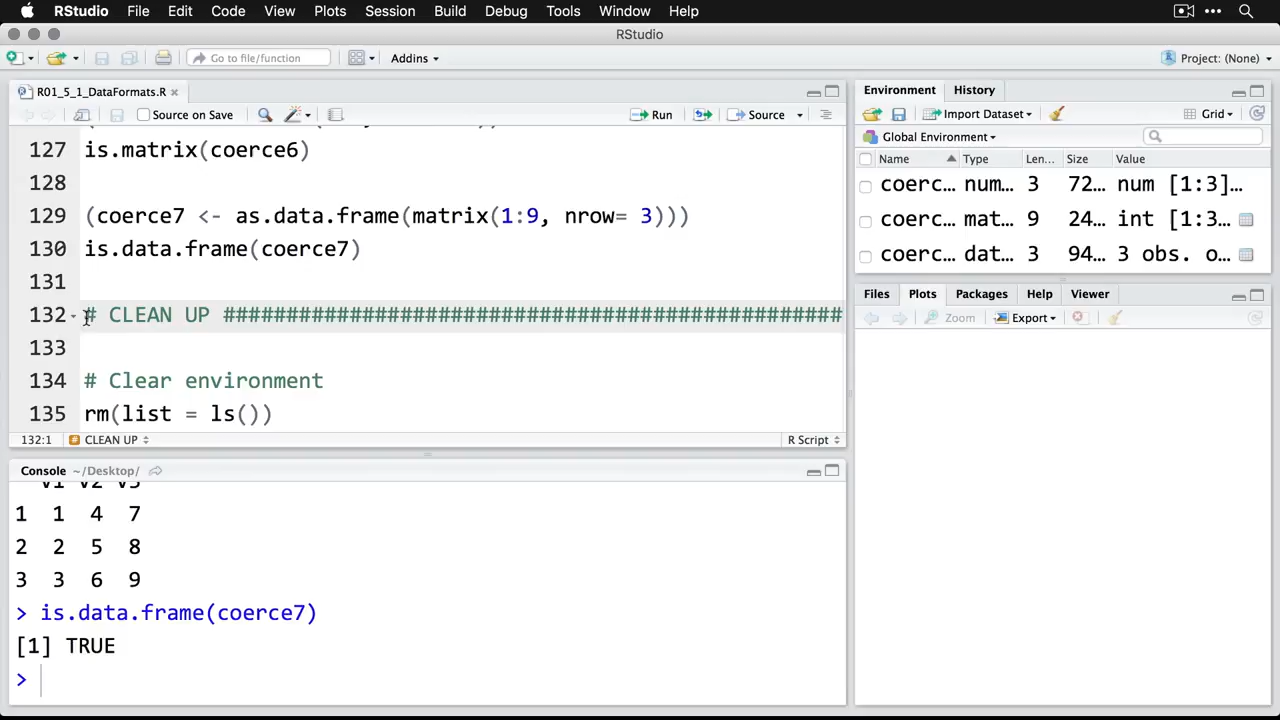 RStudio File Edit Code View Plots Session Build Debug Tools Window Help
RStudio
Go to file/function Addins Project: (None)
R01_5_1_DataFormats.R
Source on Save Run Source
127 is.matrix(coerce6)
128
129 (coerce7 <- as.data.frame(matrix(1:9, nrow= 3)))
130 is.data.frame(coerce7)
131
132 # CLEAN UP #################################################
133
134 # Clear environment
135 rm(list = ls())
132:1 # CLEAN UP R Script
Console ~/Desktop/
V1 V2 V3
1 1 4 7
2 2 5 8
3 3 6 9
> is.data.frame(coerce7)
[1] TRUE
>
Environment History
Import Dataset Grid
Global Environment
Name Type Len... Size Value
coerc... num... 3 72... num [1:3]...
coerc... mat... 9 24... int [1:3...
coerc... dat... 3 94... 3 obs. o...
Files Plots Packages Help Viewer
Zoom Export